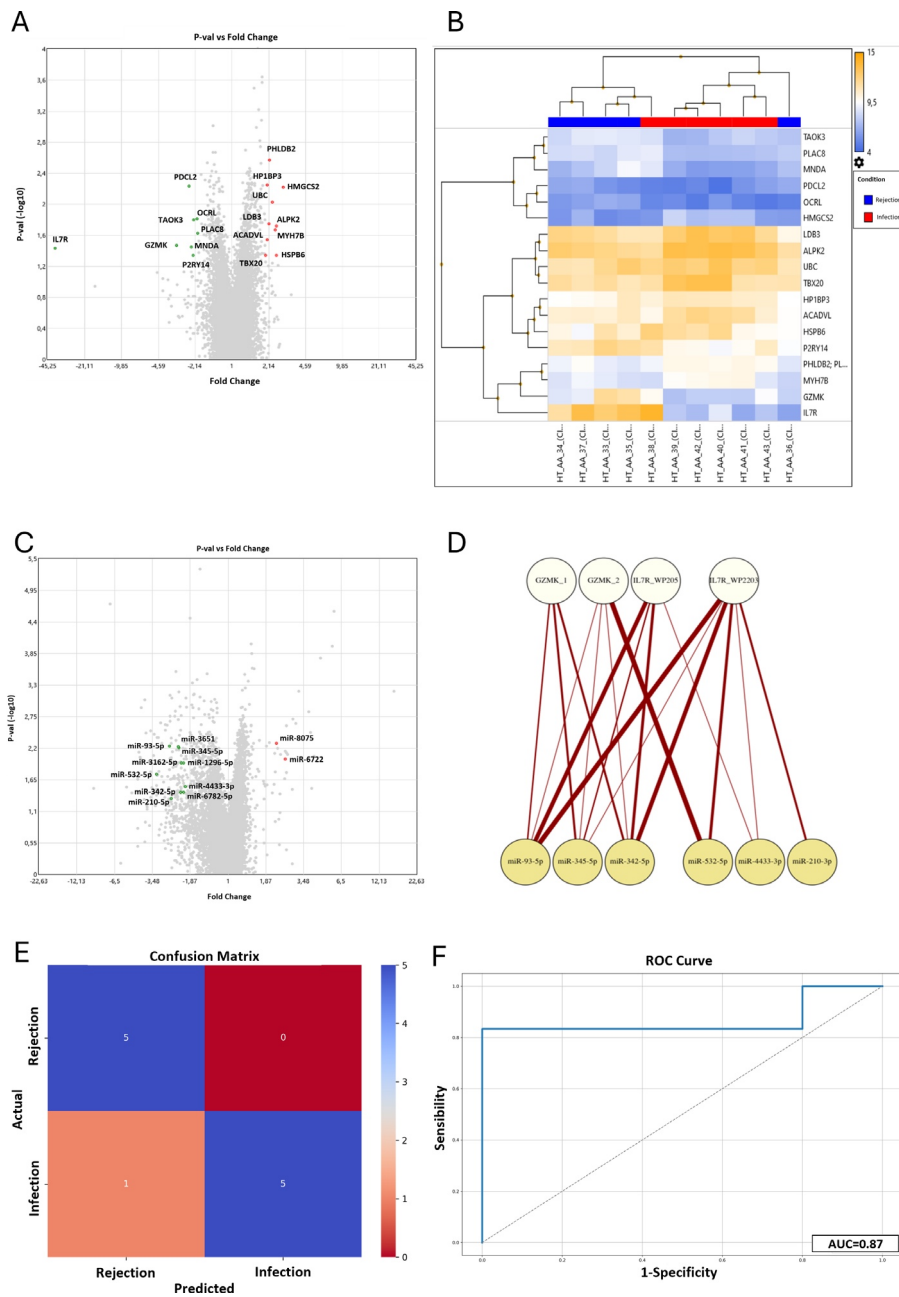 A
P-val vs Fold Change
P-val (-log10)
4
3,6
3,2
2,8
2,4
2
1,6
1,2
0,8
0,4
0
-45,25
-21,11
-9,85
-4,59
-2,14
1
2,14
4,59
9,85
21,11
45,25
Fold Change
PHLDB2
HP1BP3
HMGCS2
UBC
PDCL2
LDB3
ALPK2
OCRL
TAOK3
PLAC8
ACADVL
MYH7B
IL7R
GZMK
MNDA
HSPB6
P2RY14
TBX20
B
15
9,5
4
Condition
Rejection
Infection
TAOK3
PLAC8
MNDA
PDCL2
OCRL
HMGCS2
LDB3
ALPK2
UBC
TBX20
HP1BP3
ACADVL
HSPB6
P2RY14
PHLDB2; PL...
MYH7B
GZMK
IL7R
HT_AA_34_(CL..
HT_AA_37_(CL..
HT_AA_33_(CL..
HT_AA_35_(CL..
HT_AA_38_(CL..
HT_AA_39_(CL..
HT_AA_42_(CL..
HT_AA_40_(CL..
HT_AA_41_(CL..
HT_AA_43_(CL..
HT_AA_36_(CL..
C
P-val vs Fold Change
P-val (-log10)
5,5
4,95
4,4
3,85
3,3
2,75
2,2
1,65
1,1
0,55
0
-22,63
-12,13
-6,5
-3,48
-1,87
1
1,87
3,48
6,5
12,13
22,63
Fold Change
miR-3651
miR-93-5p
miR-8075
miR-345-5p
miR-3162-5p
miR-1296-5p
miR-6722
miR-532-5p
miR-4433-3p
miR-342-5p
miR-6782-5p
miR-210-5p
D
GZMK_1
GZMK_2
IL7R_WP205
IL7R_WP2203
miR-93-5p
miR-345-5p
miR-342-5p
miR-532-5p
miR-4433-3p
miR-210-3p
E
Confusion Matrix
Actual
Rejection
Infection
5
0
1
5
Rejection
Infection
Predicted
5
4
3
2
1
0
F
ROC Curve
Sensibility
1.0
0.8
0.6
0.4
0.2
0.0
0.0
0.2
0.4
0.6
0.8
1.0
AUC=0.87
1-Specificity